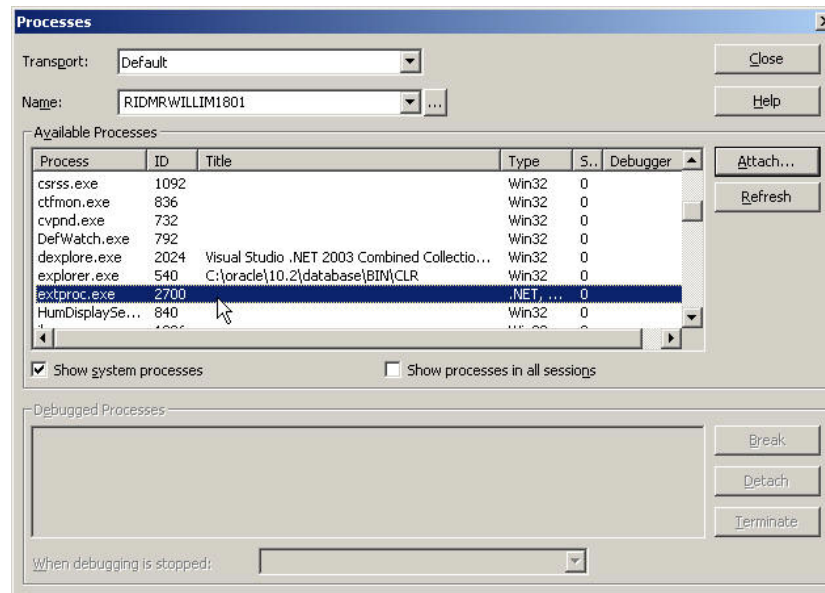 Processes
Transport: Default Close
Name: RIDMRWILLIM1801 ... Help
Available Processes
Process ID Title Type S.. Debugger Attach...
csrss.exe 1092 Win32 0
ctfmon.exe 836 Win32 0 Refresh
cvpnd.exe 732 Win32 0
DefWatch.exe 792 Win32 0
dexplore.exe 2024 Visual Studio .NET 2003 Combined Collectio... Win32 0
explorer.exe 540 C:\oracle\10.2\database\BIN\CLR Win32 0
extproc.exe 2700 .NET, ... 0
HumDisplaySe... 840 Win32 0
Show system processes Show processes in all sessions
Debugged Processes
Break
Detach
Terminate
When debugging is stopped: